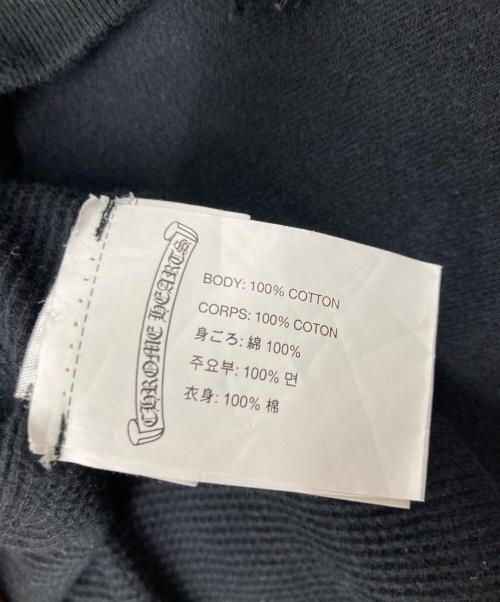 CHROME HEARTS
BODY: 100% COTTON
CORPS: 100% COTON
身ごろ: 綿 100%
주요부: 100% 면
衣身: 100% 棉